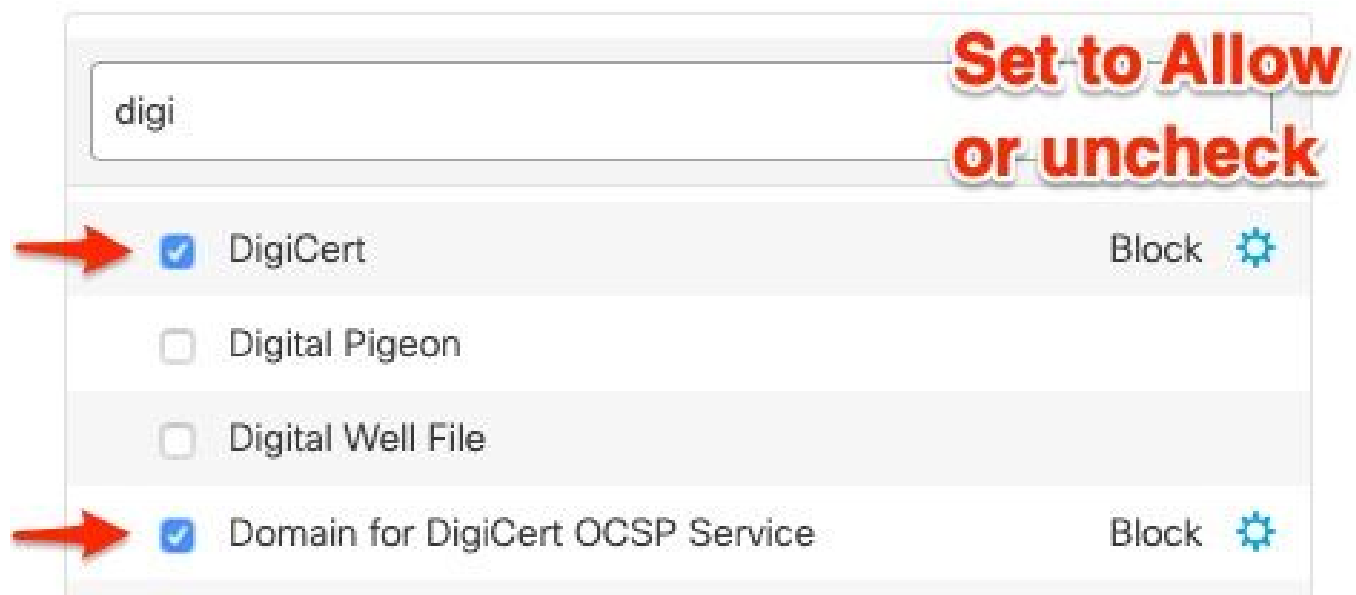 Set to Allow
or uncheck
digi
DigiCert Block
Digital Pigeon
Digital Well File
Domain for DigiCert OCSP Service Block